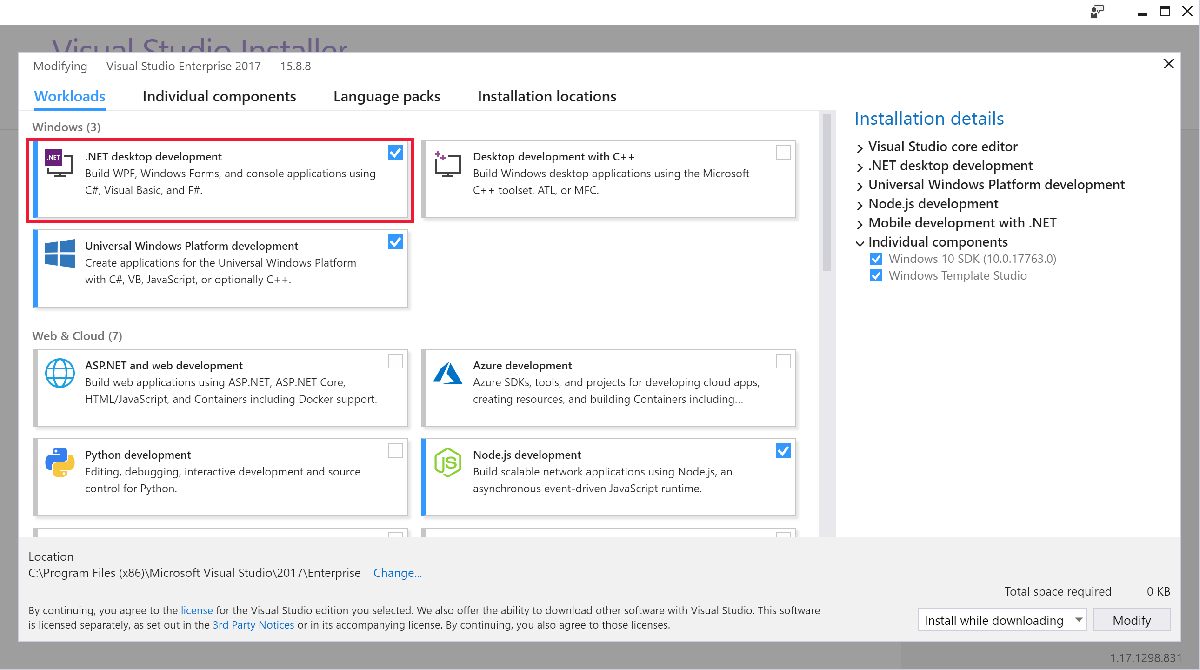 Visual Studio Installer
Modifying Visual Studio Enterprise 2017 15.8.8
Workloads Individual components Language packs Installation locations
Windows (3)
.NET
.NET desktop development
Build WPF, Windows Forms, and console applications using
C#, Visual Basic, and F#.
Desktop development with C++
Build Windows desktop applications using the Microsoft
C++ toolset, ATL, or MFC.
Universal Windows Platform development
Create applications for the Universal Windows Platform
with C#, VB, JavaScript, or optionally C++.
Web & Cloud (7)
ASP.NET and web development
Build web applications using ASP.NET, ASP.NET Core,
HTML/JavaScript, and Containers including Docker support.
Azure development
Azure SDKs, tools, and projects for developing cloud apps,
creating resources, and building Containers including...
Python development
Editing, debugging, interactive development and source
control for Python.
JS
Node.js development
Build scalable network applications using Node.js, an
asynchronous event-driven JavaScript runtime.
Installation details
Visual Studio core editor
.NET desktop development
Universal Windows Platform development
Node.js development
Mobile development with .NET
Individual components
Windows 10 SDK (10.0.17763.0)
Windows Template Studio
Location
C:\Program Files (x86)\Microsoft Visual Studio\2017\Enterprise Change...
Total space required 0 KB
By continuing, you agree to the license for the Visual Studio edition you selected. We also offer the ability to download other software with Visual Studio. This software
is licensed separately, as set out in the 3rd Party Notices or in its accompanying license. By continuing, you also agree to those licenses.
Install while downloading Modify
1.17.1298.831